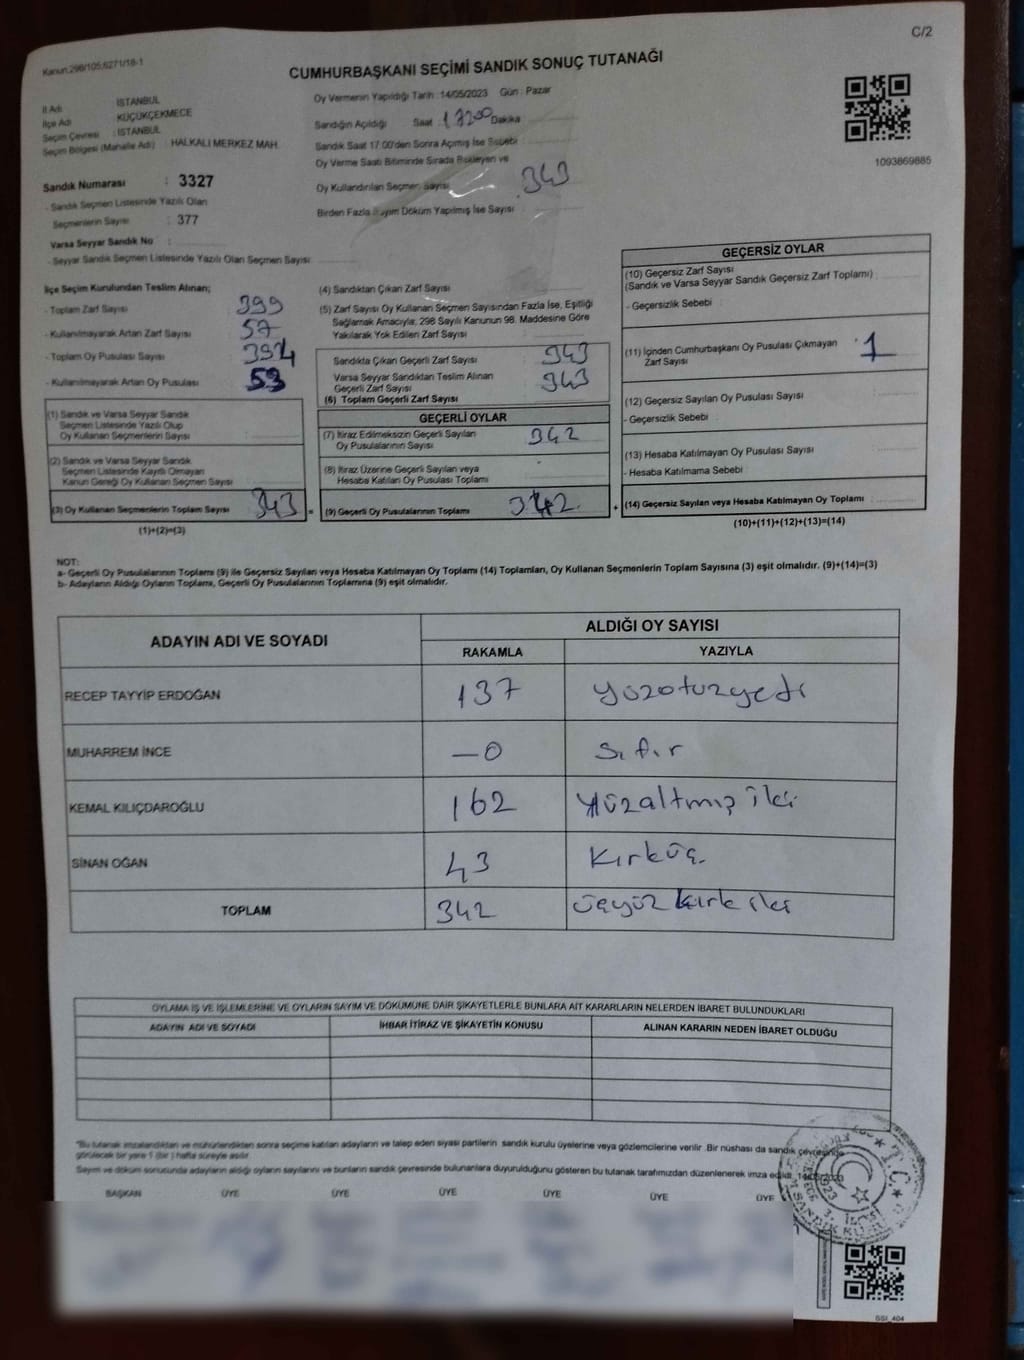 C/2
Kanun:298/105;6271/18-1
CUMHURBAŞKANI SEÇİMİ SANDIK SONUÇ TUTANAĞI
İl Adı : İSTANBUL
İlçe Adı : KÜÇÜKÇEKMECE
Seçim Çevresi : İSTANBUL
Seçim Bölgesi (Mahalle Adı) : HALKALI MERKEZ MAH.
Sandık Numarası : 3327
- Sandık Seçmen Listesinde Yazılı Olan
Seçmenlerin Sayısı : 377
Varsa Seyyar Sandık No :
- Seyyar Sandık Seçmen Listesinde Yazılı Olan Seçmen Sayısı
Oy Vermenin Yapıldığı Tarih : 14/05/2023 Gün : Pazar
Sandığın Açıldığı Saat : 17:00 Dakika
Sandık Saat 17.00'den Sonra Açımış İse Sebebi :
Oy Verme Saati Bitiminde Sırada Bekleyen ve
Oy Kullandırılan Seçmen Sayısı 343
Birden Fazla Sayım Döküm Yapılmış İse Sayısı
1093869885
İlçe Seçim Kurulundan Teslim Alınan;
- Toplam Zarf Sayısı 399
- Kullanılmayarak Artan Zarf Sayısı 57
- Toplam Oy Pusulası Sayısı 394
- Kullanılmayarak Artan Oy Pusulası 53
(1) Sandık ve Varsa Seyyar Sandık
Seçmen Listesinde Yazılı Olup
Oy Kullanan Seçmenlerin Sayısı
(2) Sandık ve Varsa Seyyar Sandık
Seçmen Listesinde Kayıtlı Olmayan
Kanun Gereği Oy Kullanan Seçmen Sayısı
(3) Oy Kullanan Seçmenlerin Toplam Sayısı 343 =
(1)+(2)=(3)
(4) Sandıktan Çıkan Zarf Sayısı
(5) Zarf Sayısı Oy Kullanan Seçmen Sayısından Fazla İse, Eşitliği
Sağlamak Amacıyla; 298 Sayılı Kanunun 98. Maddesine Göre
Yakılarak Yok Edilen Zarf Sayısı
Sandıkta Çıkan Geçerli Zarf Sayısı 343
Varsa Seyyar Sandıktan Teslim Alınan
Geçerli Zarf Sayısı 343
(6) Toplam Geçerli Zarf Sayısı
GEÇERLİ OYLAR
(7) İtiraz Edilmeksizin Geçerli Sayılan
Oy Pusulalarının Sayısı 342
(8) İtiraz Üzerine Geçerli Sayılan veya
Hesaba Katılan Oy Pusulası Toplamı -
(9) Geçerli Oy Pusulalarının Toplamı 342 +
GEÇERSİZ OYLAR
(10) Geçersiz Zarf Sayısı
(Sandık ve Varsa Seyyar Sandık Geçersiz Zarf Toplamı)
- Geçersizlik Sebebi :
(11) İçinden Cumhurbaşkanı Oy Pusulası Çıkmayan
Zarf Sayısı 1
(12) Geçersiz Sayılan Oy Pusulası Sayısı
- Geçersizlik Sebebi :
(13) Hesaba Katılmayan Oy Pusulası Sayısı
- Hesaba Katılmama Sebebi :
(14) Geçersiz Sayılan veya Hesaba Katılmayan Oy Toplamı
(10)+(11)+(12)+(13)=(14)
NOT:
a- Geçerli Oy Pusulalarının Toplamı (9) ile Geçersiz Sayılan veya Hesaba Katılmayan Oy Toplamı (14) Toplamları, Oy Kullanan Seçmenlerin Toplam Sayısına (3) eşit olmalıdır. (9)+(14)=(3)
b- Adayların Aldığı Oyların Toplamı, Geçerli Oy Pusulalarının Toplamına (9) eşit olmalıdır.
ADAYIN ADI VE SOYADI ALDIĞI OY SAYISI
RAKAMLA YAZIYLA
RECEP TAYYİP ERDOĞAN 137 yüzotuzyedi
MUHARREM İNCE —0 Sıfır
KEMAL KILIÇDAROĞLU 162 Yüzaltmış iki
SİNAN OĞAN 43 Kırküç
TOPLAM 342 üçyüz kırk iki
OYLAMA İŞ VE İŞLEMLERİNE VE OYLARIN SAYIM VE DÖKÜMÜNE DAİR ŞİKAYETLERLE BUNLARA AİT KARARLARIN NELERDEN İBARET BULUNDUKLARI
ADAYIN ADI VE SOYADI İHBAR İTİRAZ VE ŞİKAYETİN KONUSU ALINAN KARARIN NEDEN İBARET OLDUĞU
*Bu tutanak imzalandıktan ve mühürlendikten sonra seçime katılan adayların ve talep eden siyasi partilerin sandık kurulu üyelerine veya gözlemcilerine verilir. Bir nüshası da sandık çevresinde
görülecek bir yere 1 (bir) hafta süreyle asılır.
Sayım ve döküm sonucunda adayların aldığı oyların sayılarını ve bunların sandık çevresinde bulunanlara duyurulduğunu gösteren bu tutanak tarafımızdan düzenlenerek imza edildi. 14/05/2023
BAŞKAN ÜYE ÜYE ÜYE ÜYE ÜYE ÜYE
T.C.
SSI_404